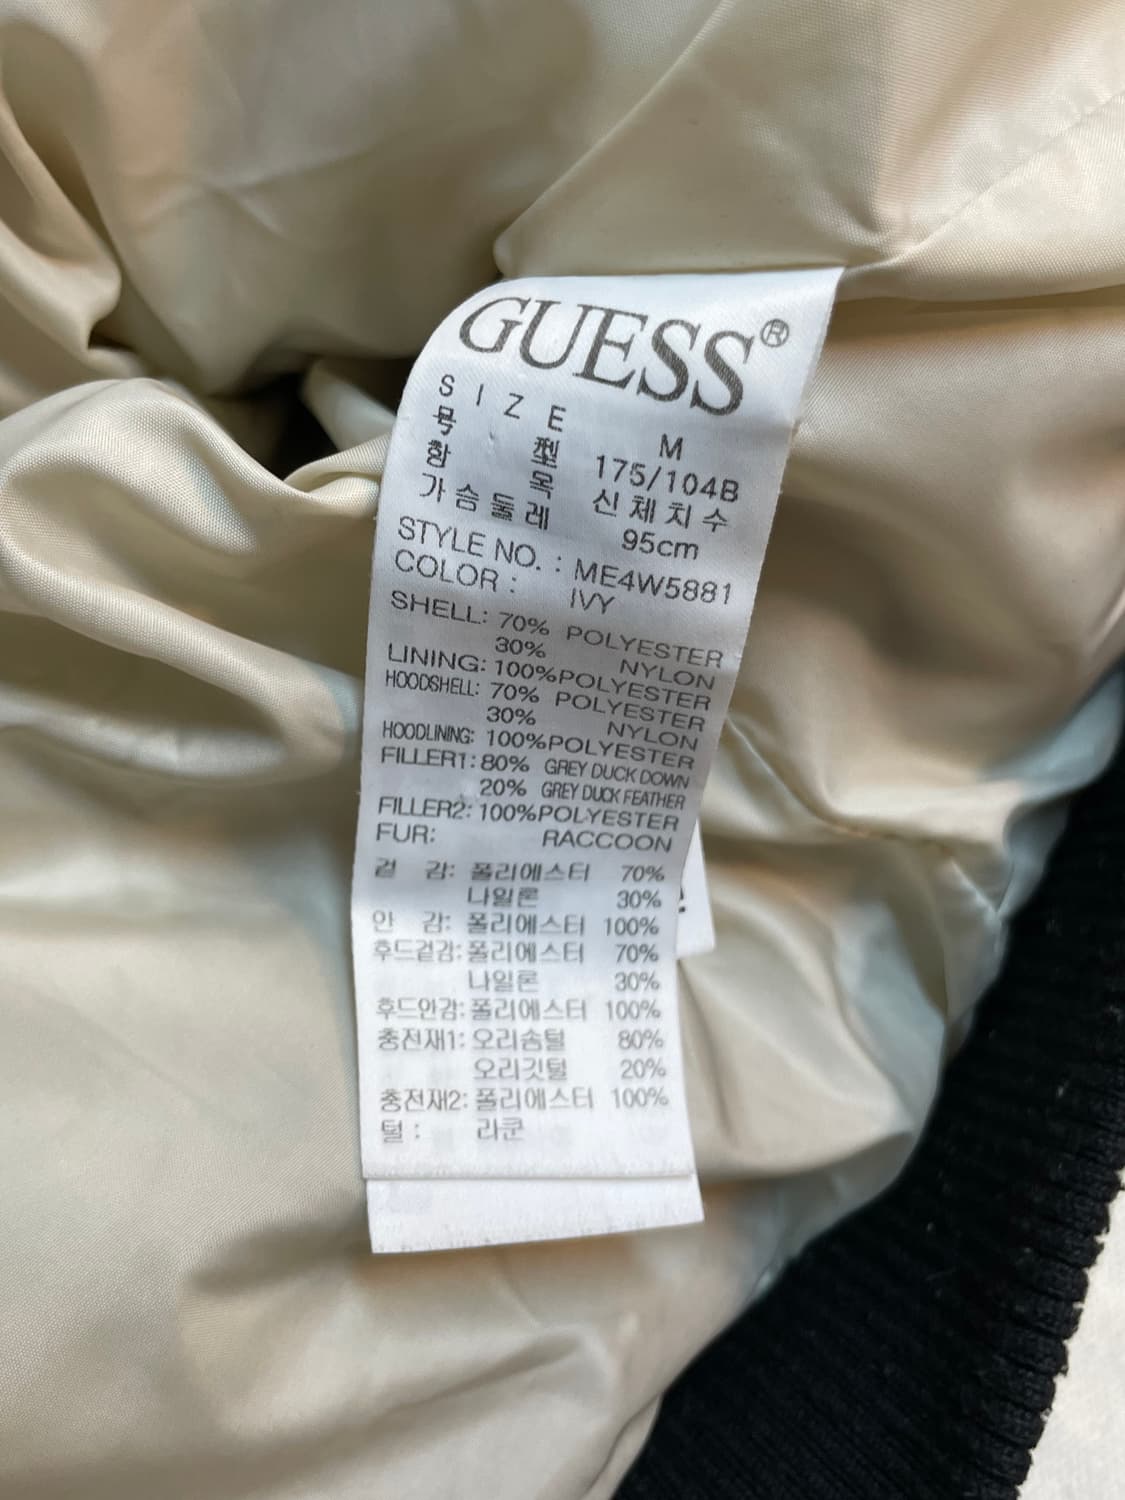 GUESS®
SIZE M
号 型 175/104B
항 목 신체치수
가슴둘레 95cm
STYLE NO. : ME4W5881
COLOR : IVY
SHELL: 70% POLYESTER
30% NYLON
LINING: 100%POLYESTER
HOODSHELL: 70% POLYESTER
30% NYLON
HOODLINING: 100%POLYESTER
FILLER1: 80% GREY DUCK DOWN
20% GREY DUCK FEATHER
FILLER2: 100%POLYESTER
FUR: RACCOON
겉 감: 폴리에스터 70%
나일론 30%
안 감: 폴리에스터 100%
후드겉감: 폴리에스터 70%
나일론 30%
후드안감: 폴리에스터 100%
충전재1: 오리솜털 80%
오리깃털 20%
충전재2: 폴리에스터 100%
털 : 라쿤